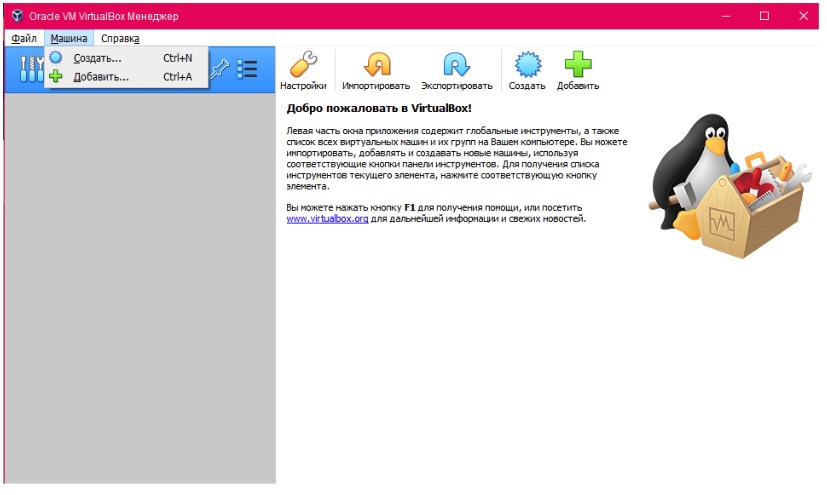 Oracle VM VirtualBox Менеджер
Файл Машина Справка
Создать... Ctrl+N
Добавить... Ctrl+A
Настройки Импортировать Экспортировать Создать Добавить
Добро пожаловать в VirtualBox!
Левая часть окна приложения содержит глобальные инструменты, а также
список всех виртуальных машин и их групп на Вашем компьютере. Вы можете
импортировать, добавлять и создавать новые машины, используя
соответствующие кнопки панели инструментов. Для получения списка
инструментов текущего элемента, нажмите соответствующую кнопку
элемента.
Вы можете нажать кнопку F1 для получения помощи, или посетить
www.virtualbox.org для дальнейшей информации и свежих новостей.